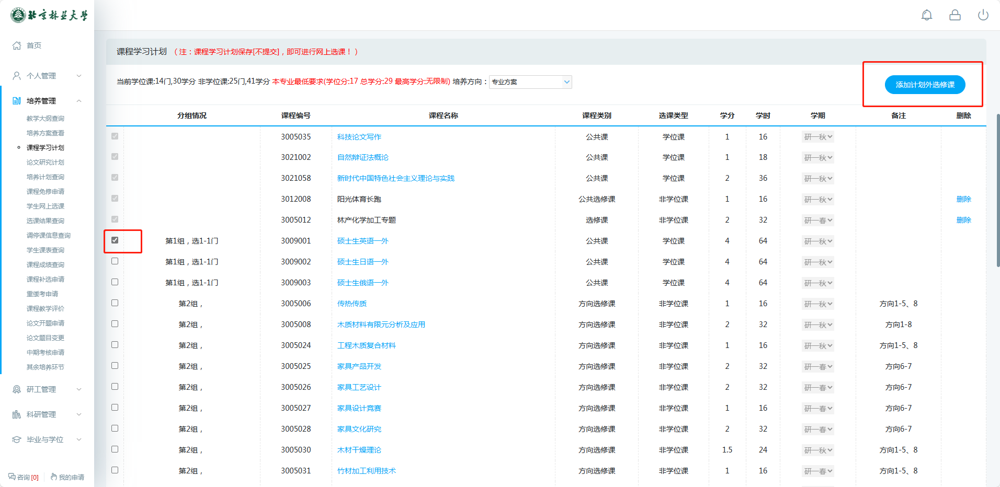 北京林业大学
首页
个人管理
培养管理
教学大纲查询
培养方案查看
课程学习计划
论文研究计划
培养计划查询
课程免修申请
学生网上选课
选课结果查询
调停课信息查询
学生课表查询
课程成绩查询
课程补选申请
重缓考申请
课程教学评价
论文开题申请
论文题目变更
中期考核申请
其余培养环节
研工管理
科研管理
毕业与学位
咨询[0] 我的申请
课程学习计划 （注：课程学习计划保存[不提交]，即可进行网上选课！）
当前学位课:14门,30学分 非学位课:25门,41学分 本专业最低要求(学位分:17 总学分:29 最高学分:无限制) 培养方向： 专业方案
添加计划外选修课
分组情况 课程编号 课程名称 课程类别 选课类型 学分 学时 学期 备注 删除
3005035 科技论文写作 公共课 学位课 1 16 研一秋
3021002 自然辩证法概论 公共课 学位课 1 18 研一秋
3021058 新时代中国特色社会主义理论与实践 公共课 学位课 2 36 研一秋
3012008 阳光体育长跑 公共选修课 非学位课 1 16 研一秋 删除
3005012 林产化学加工专题 选修课 非学位课 2 32 研一春 删除
第1组，选1-1门 3009001 硕士生英语一外 公共课 学位课 4 64 研一秋
第1组，选1-1门 3009002 硕士生日语一外 公共课 学位课 4 64 研一秋
第1组，选1-1门 3009003 硕士生俄语一外 公共课 学位课 4 64 研一秋
第2组， 3005006 传热传质 方向选修课 非学位课 1 16 研一秋 方向1-5、8
第2组， 3005008 木质材料有限元分析及应用 方向选修课 非学位课 2 32 研一秋 方向1-8
第2组， 3005024 工程木质复合材料 方向选修课 非学位课 1 16 研一秋 方向1-5、8
第2组， 3005025 家具产品开发 方向选修课 非学位课 2 32 研一春 方向6-7
第2组， 3005026 家具工艺设计 方向选修课 非学位课 2 32 研一春 方向6-7
第2组， 3005027 家具设计竞赛 方向选修课 非学位课 1 16 研一春 方向6-7
第2组， 3005028 家具文化研究 方向选修课 非学位课 2 32 研一春 方向6-7
第2组， 3005030 木材干燥理论 方向选修课 非学位课 1.5 24 研一秋 方向1-5、8
第2组， 3005031 竹材加工利用技术 方向选修课 非学位课 1 16 研一春 方向1-5、8